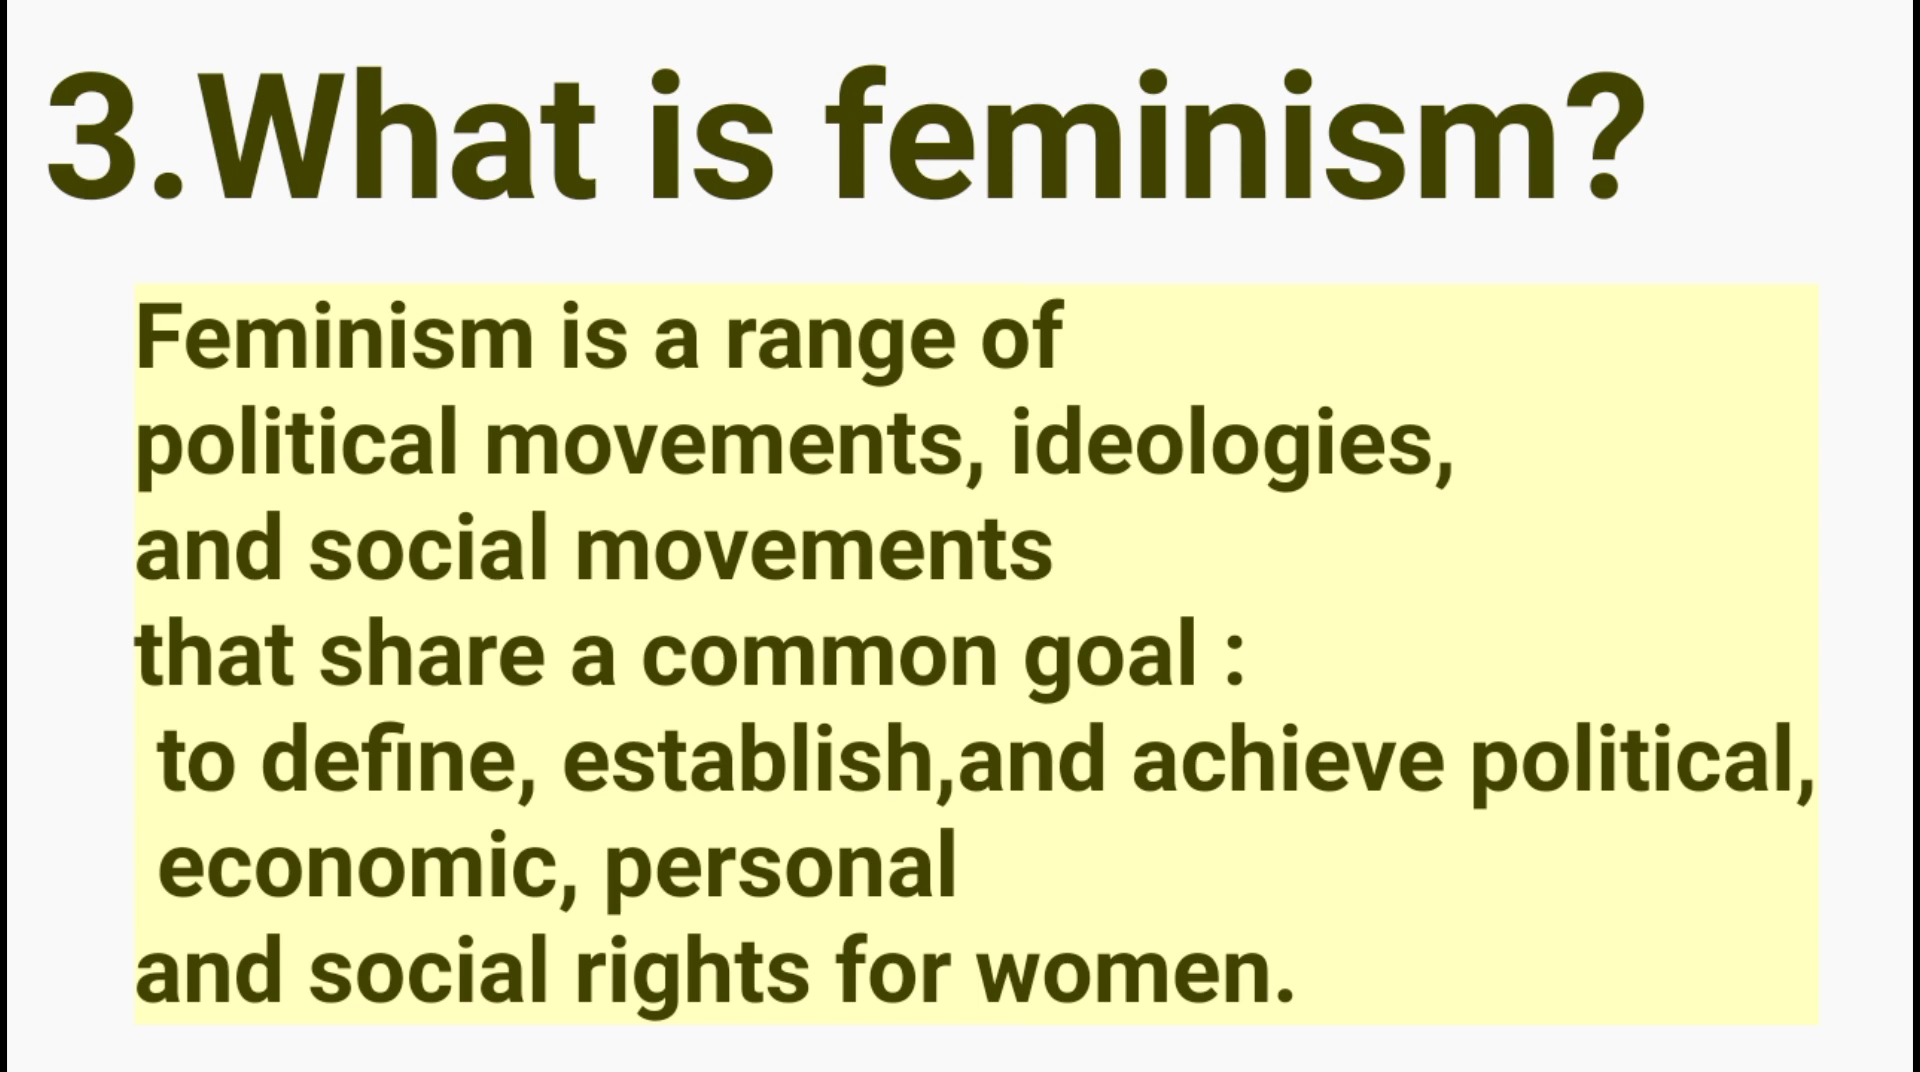 3.What is feminism?
Feminism is a range of
political movements, ideologies,
and social movements
that share a common goal :
to define, establish,and achieve political,
economic, personal
and social rights for women.